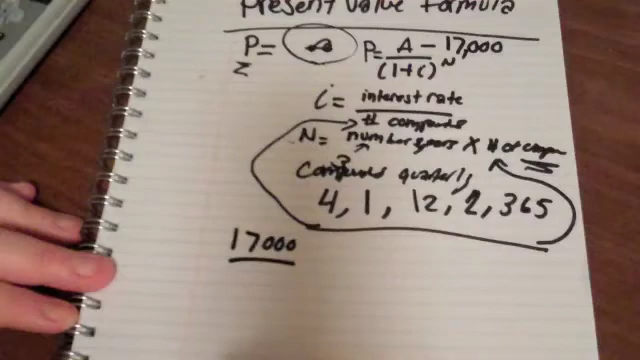 Present Value Formula
P= P= A - 17,000
(1+i)^N
i = interest rate
# compounds
N= number years X # of
Compounds quarterly
4, 1, 12, 2, 365
17000